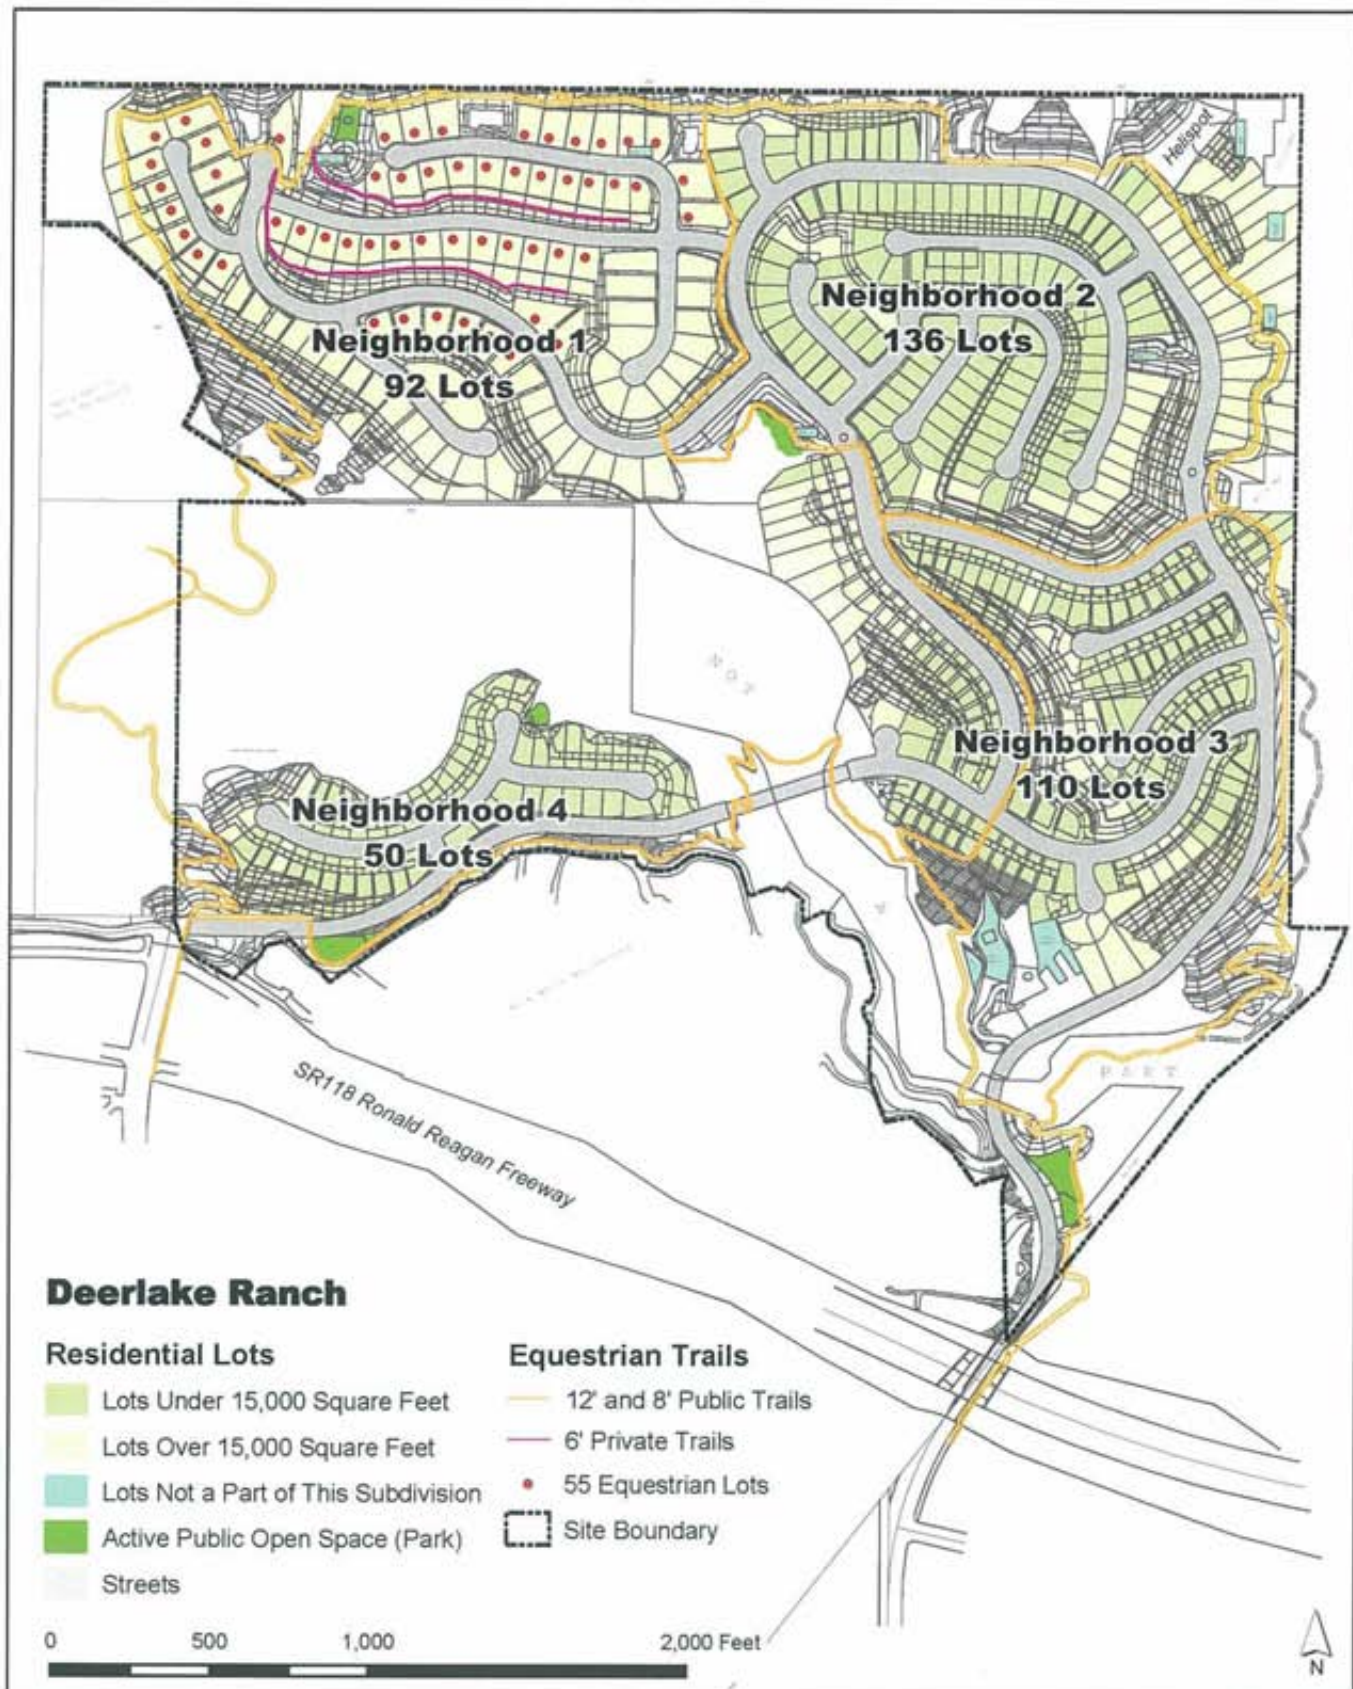 Helispot
Neighborhood 2
136 Lots
Neighborhood 1
92 Lots
NOT
Neighborhood 3
110 Lots
Neighborhood 4
50 Lots
A
PART
SR118 Ronald Reagan Freeway
Deerlake Ranch
Residential Lots
Lots Under 15,000 Square Feet
Lots Over 15,000 Square Feet
Lots Not a Part of This Subdivision
Active Public Open Space (Park)
Streets
Equestrian Trails
12' and 8' Public Trails
6' Private Trails
55 Equestrian Lots
Site Boundary
0 500 1,000 2,000 Feet
N